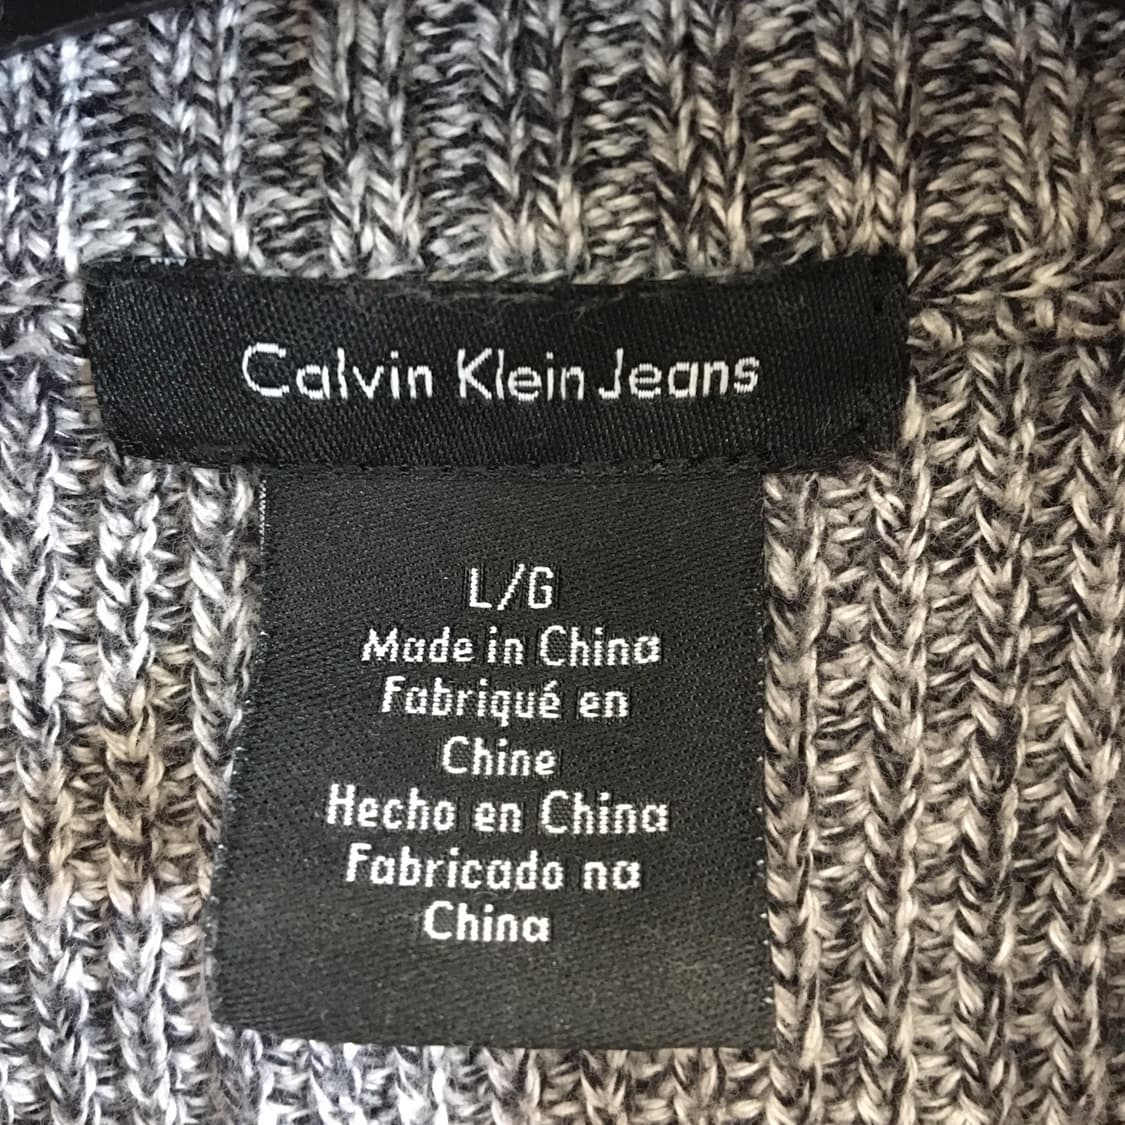 Calvin Klein Jeans
L/G
Made in China
Fabriqué en
Chine
Hecho en China
Fabricado na
China